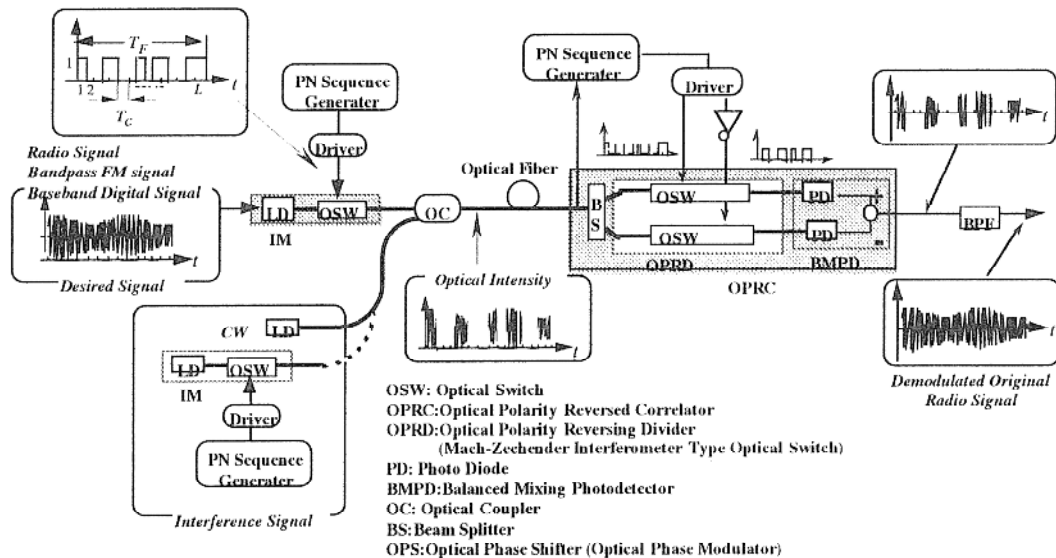 T_F
1
1 2
L
t
T_C
PN Sequence
Generater
Driver
Radio Signal
Bandpass FM signal
Baseband Digital Signal
t
Desired Signal
LD
OSW
IM
OC
Optical Fiber
PN Sequence
Generator
Driver
B
S
OSW
OSW
OPRD
PD
PD
BMPD
OPRC
BPF
t
t
Demodulated Original
Radio Signal
Optical Intensity
t
CW
LD
LD
OSW
IM
Driver
PN Sequence
Generater
Interference Signal
OSW: Optical Switch
OPRC:Optical Polarity Reversed Correlator
OPRD:Optical Polarity Reversing Divider
(Mach-Zechender Interferometer Type Optical Switch)
PD: Photo Diode
BMPD:Balanced Mixing Photodetector
OC: Optical Coupler
BS:Beam Splitter
OPS:Optical Phase Shifter (Optical Phase Modulator)